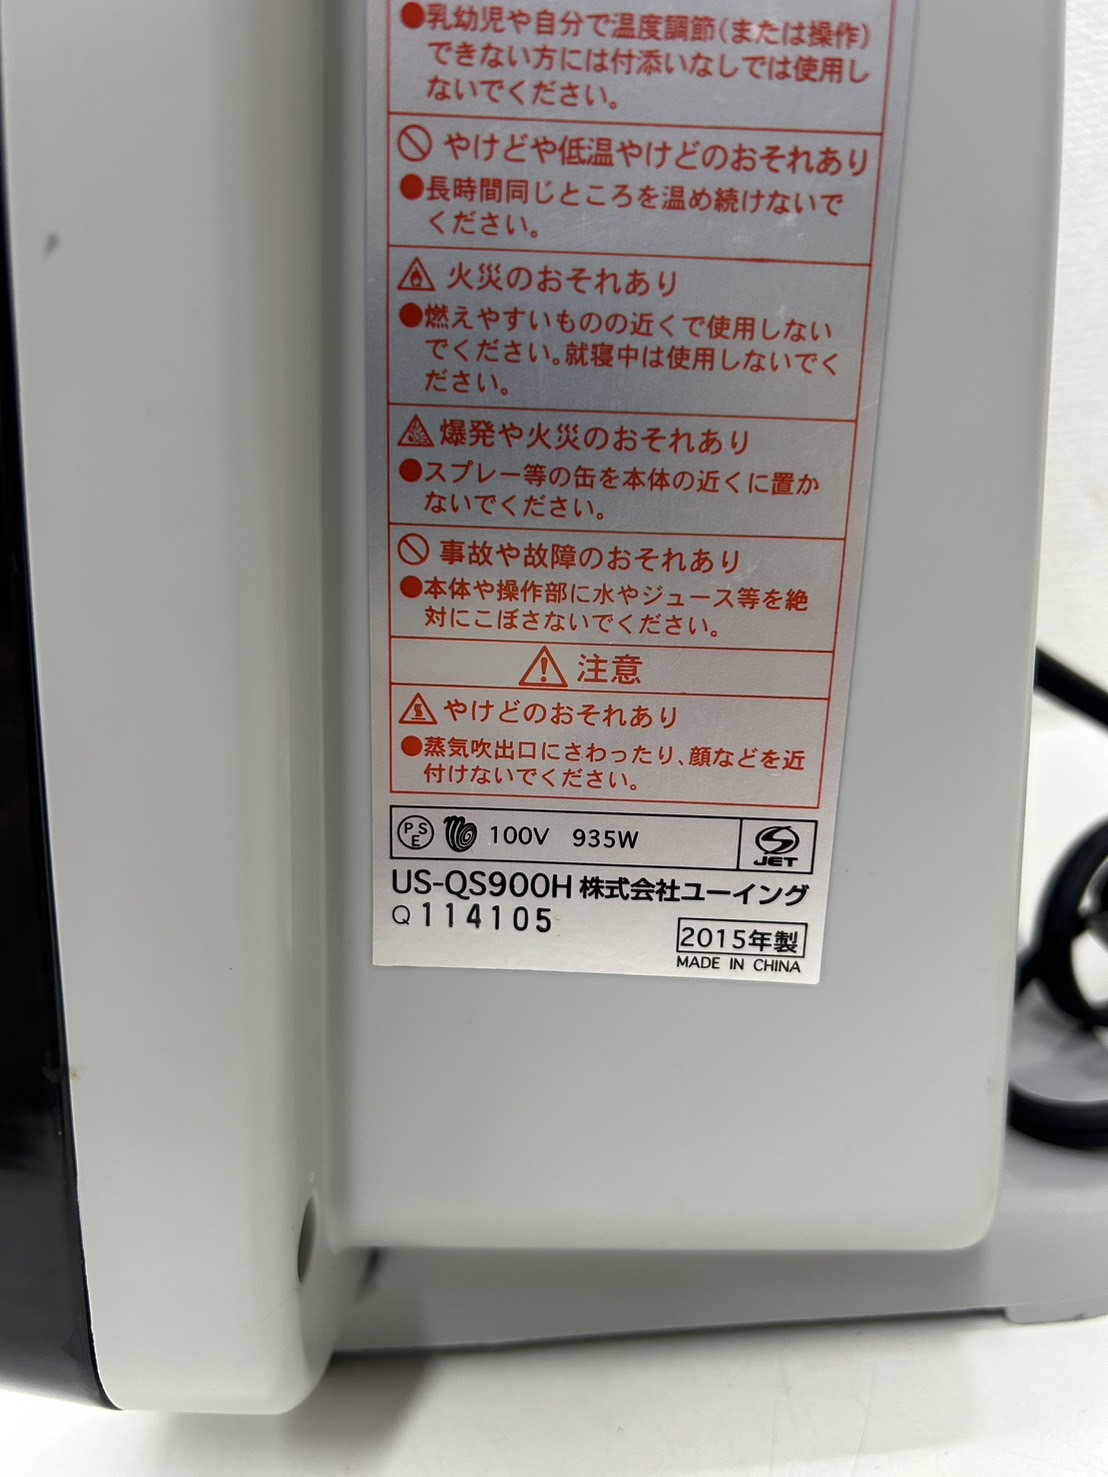 ●乳幼児や自分で温度調節(または操作)
できない方には付添いなしでは使用し
ないでください。
やけどや低温やけどのおそれあり
●長時間同じところを温め続けないで
ください。
火災のおそれあり
●燃えやすいものの近くで使用しない
でください。就寝中は使用しないでく
ださい。
爆発や火災のおそれあり
●スプレー等の缶を本体の近くに置か
ないでください。
事故や故障のおそれあり
●本体や操作部に水やジュース等を絶
対にこぼさないでください。
注意
やけどのおそれあり
●蒸気吹出口にさわったり、顔などを近
付けないでください。
PSE 100V 935W JET
US-QS900H 株式会社ユーイング
Q114105
2015年製
MADE IN CHINA